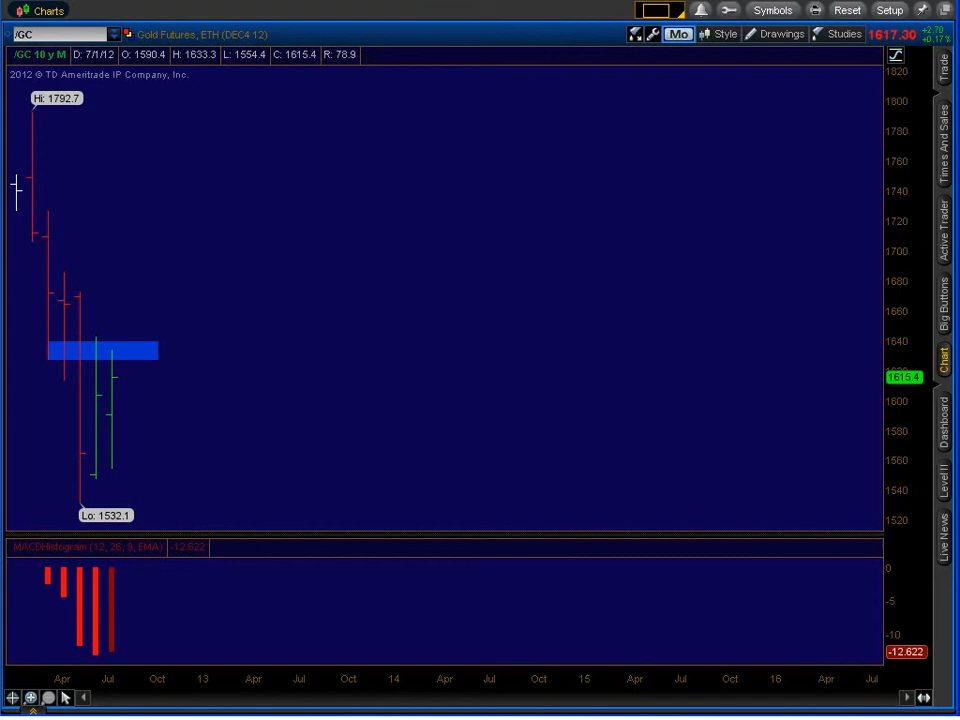 Charts Symbols Setup Reset
/GC Gold Futures, ETH (DEC4 12) Mo Style Drawings Studies 1617.30 +2.70 +0.17%
/GC 10 y M D: 7/1/12 O: 1590.4 H: 1633.3 L: 1554.4 C: 1615.4 R: 78.9
2012 © TD Ameritrade IP Company, Inc.
Hi: 1792.7
Lo: 1532.1
1820
1800
1780
1760
1740
1720
1700
1680
1660
1640
1615.4
1600
1580
1560
1540
1520
MACDHistogram (12, 26, 9, EMA) -12.622
0
-5
-10
-12.622
Apr Jul Oct 13 Apr Jul Oct 14 Apr Jul Oct 15 Apr Jul Oct 16 Apr Jul
Trade
Times And Sales
Active Trader
Big Buttons
Chart
Dashboard
Level II
Live News